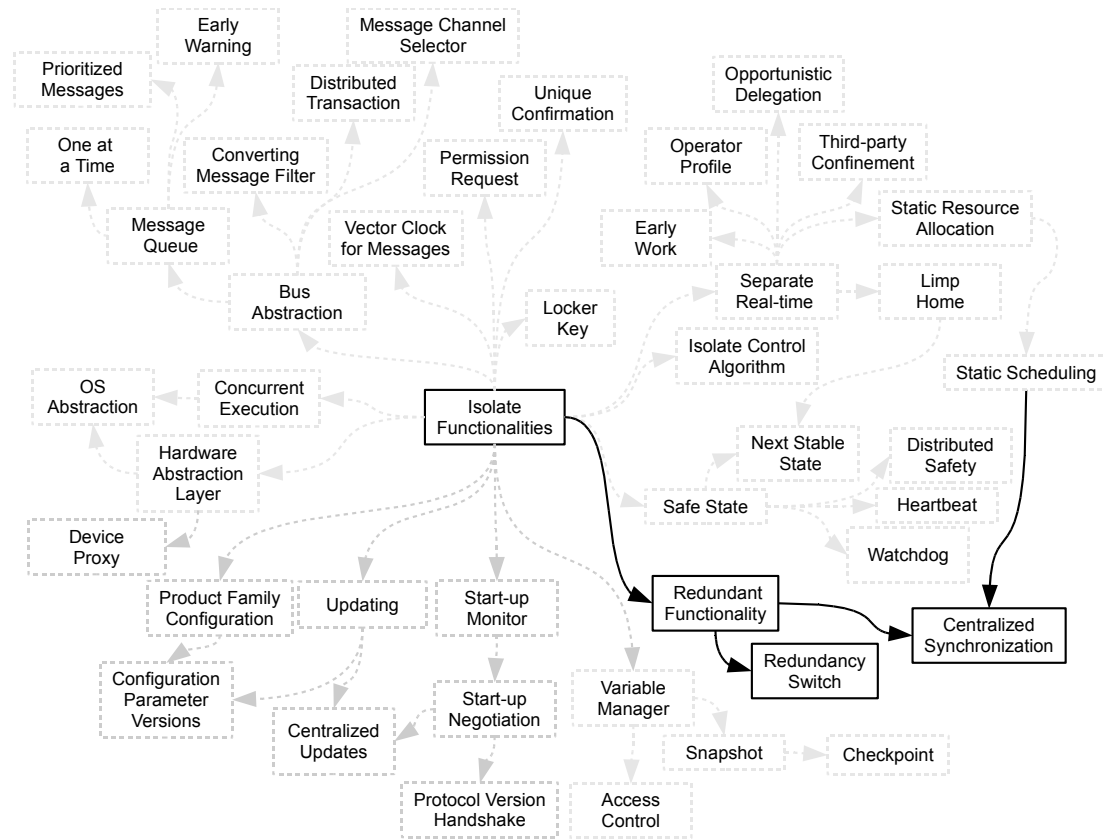 Early
Warning
Message Channel
Selector
Prioritized
Messages
Distributed
Transaction
Unique
Confirmation
Opportunistic
Delegation
One at
a Time
Converting
Message Filter
Permission
Request
Operator
Profile
Third-party
Confinement
Message
Queue
Vector Clock
for Messages
Early
Work
Static Resource
Allocation
Bus
Abstraction
Locker
Key
Separate
Real-time
Limp
Home
Isolate Control
Algorithm
Static Scheduling
OS
Abstraction
Concurrent
Execution
Isolate
Functionalities
Hardware
Abstraction
Layer
Next Stable
State
Distributed
Safety
Safe State
Heartbeat
Device
Proxy
Watchdog
Product Family
Configuration
Updating
Start-up
Monitor
Redundant
Functionality
Centralized
Synchronization
Redundancy
Switch
Configuration
Parameter
Versions
Centralized
Updates
Start-up
Negotiation
Variable
Manager
Snapshot
Checkpoint
Protocol Version
Handshake
Access
Control